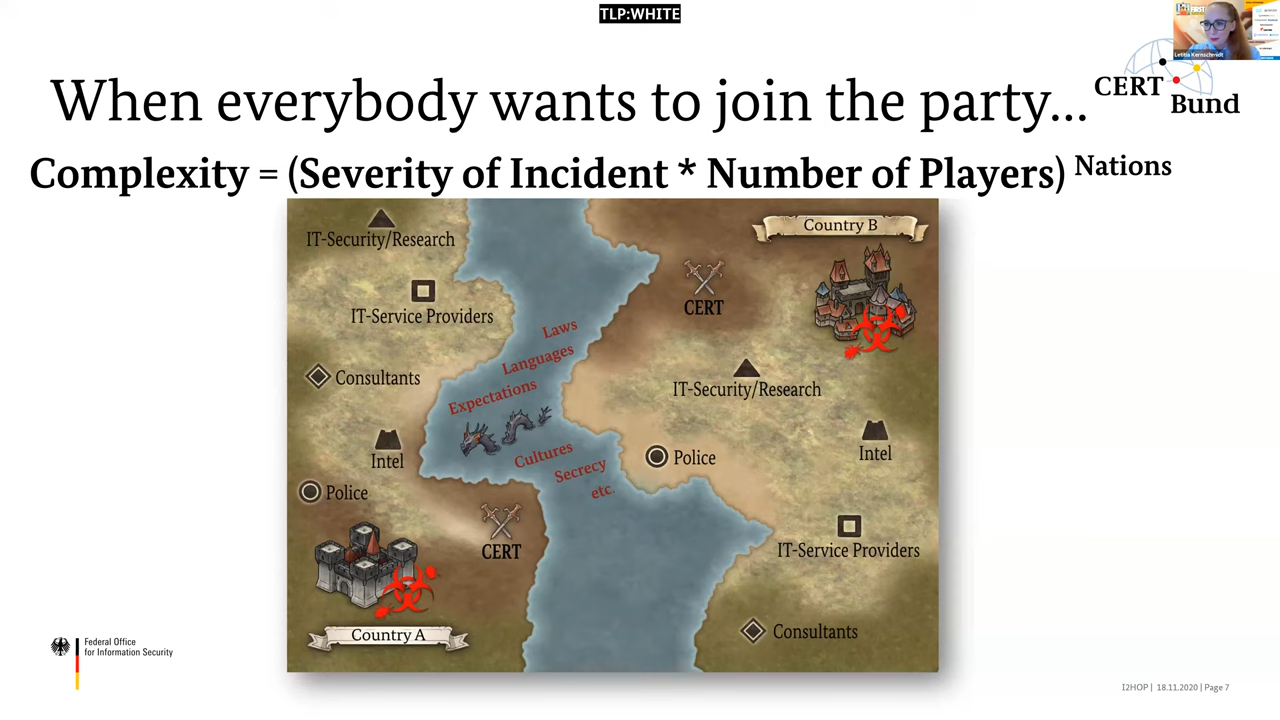 TLP:WHITE
FIRST
Letitia Kernschmidt
CERT
Bund
When everybody wants to join the party...
Complexity = (Severity of Incident * Number of Players) Nations
IT-Security/Research
Country B
IT-Service Providers
CERT
Laws
Languages
Expectations
Consultants
IT-Security/Research
Cultures
Secrecy
etc.
Intel
Police
Intel
Police
CERT
IT-Service Providers
Country A
Consultants
Federal Office
for Information Security
I2HOP | 18.11.2020 | Page 7